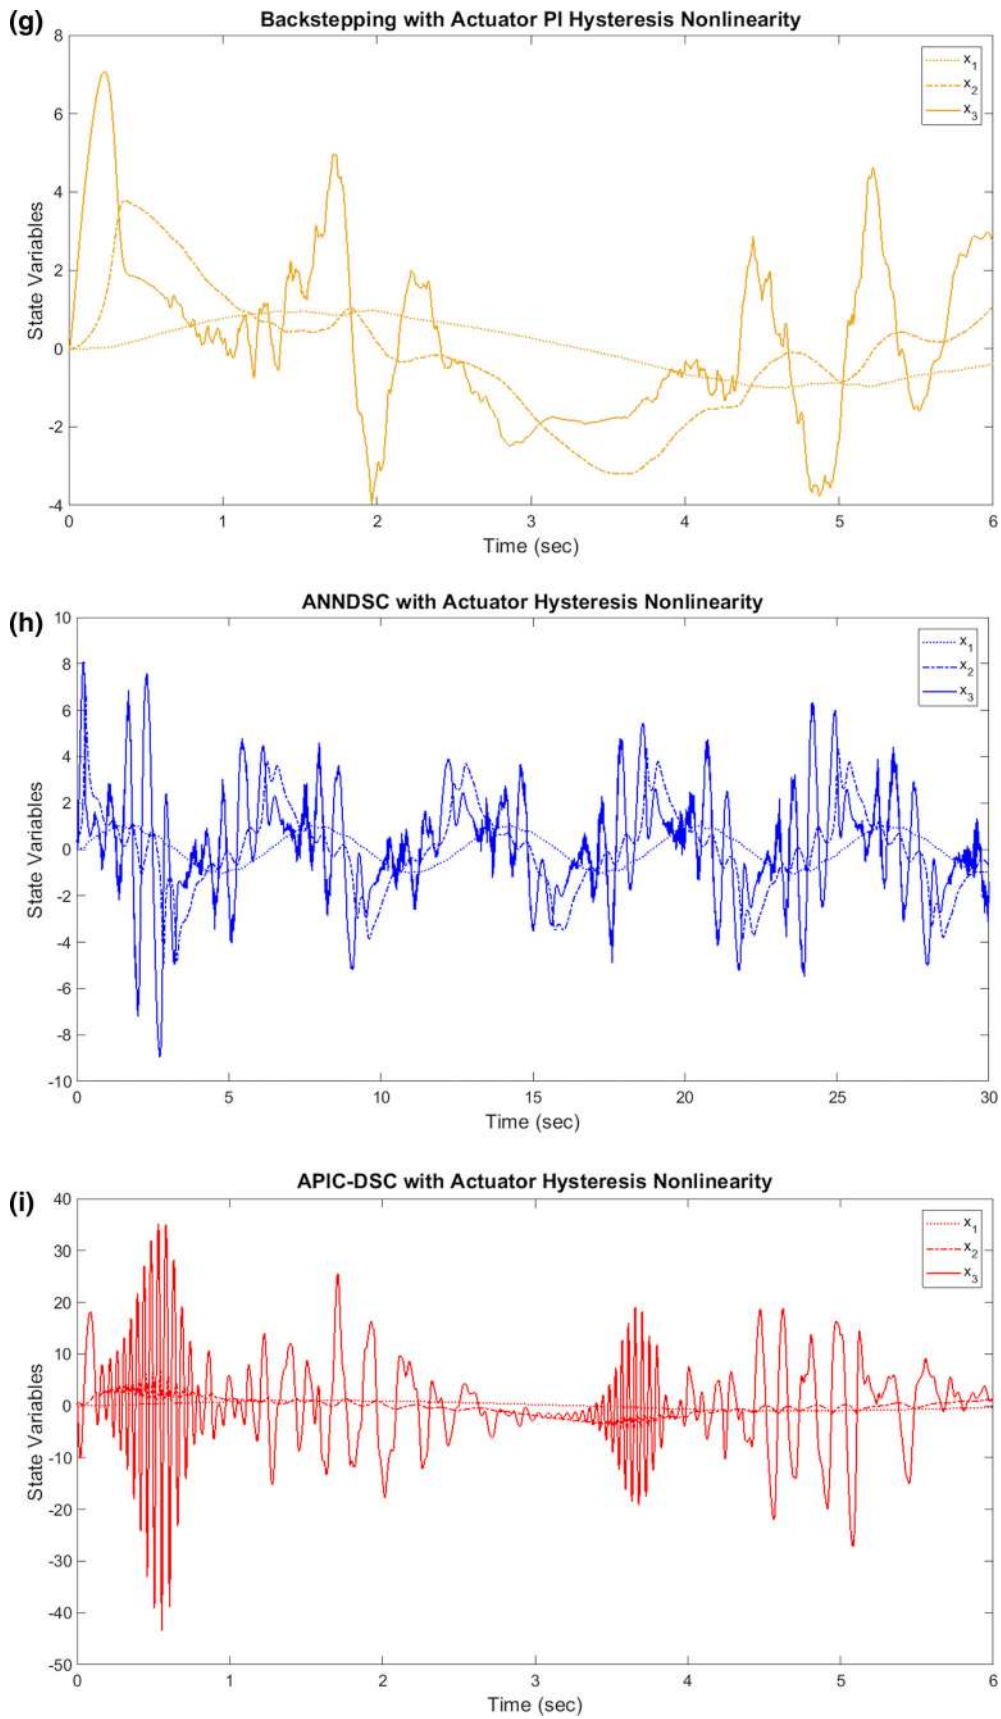 (g)
Backstepping with Actuator PI Hysteresis Nonlinearity
8
6
4
2
0
-2
-4
State Variables
x1
x2
x3
0 1 2 3 4 5 6
Time (sec)
(h)
ANNDSC with Actuator Hysteresis Nonlinearity
10
8
6
4
2
0
-2
-4
-6
-8
-10
State Variables
x1
x2
x3
0 5 10 15 20 25 30
Time (sec)
(i)
APIC-DSC with Actuator Hysteresis Nonlinearity
40
30
20
10
0
-10
-20
-30
-40
-50
State Variables
x1
x2
x3
0 1 2 3 4 5 6
Time (sec)